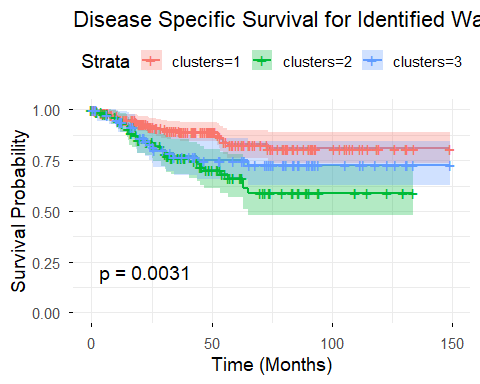 Disease Specific Survival for Identified Wa
Strata clusters=1 clusters=2 clusters=3
Survival Probability
1.00
0.75
0.50
0.25
0.00
p = 0.0031
0 50 100 150
Time (Months)